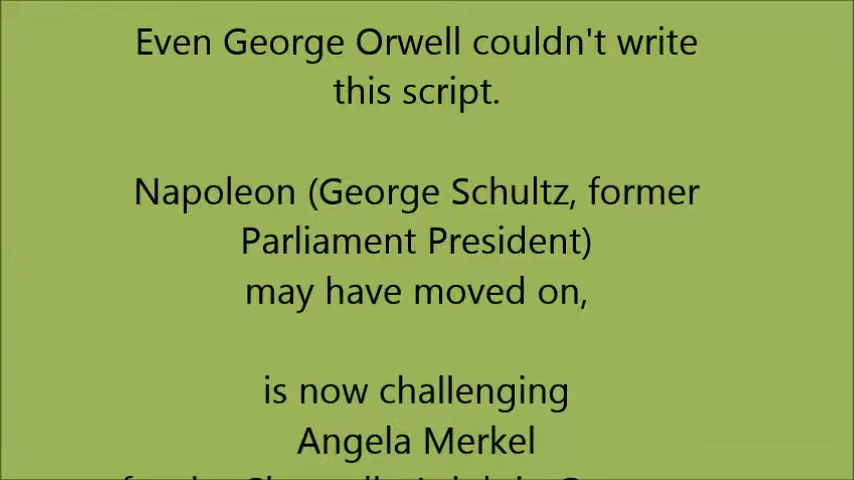 Even George Orwell couldn't write
this script.
Napoleon (George Schultz, former
Parliament President)
may have moved on,
is now challenging
Angela Merkel